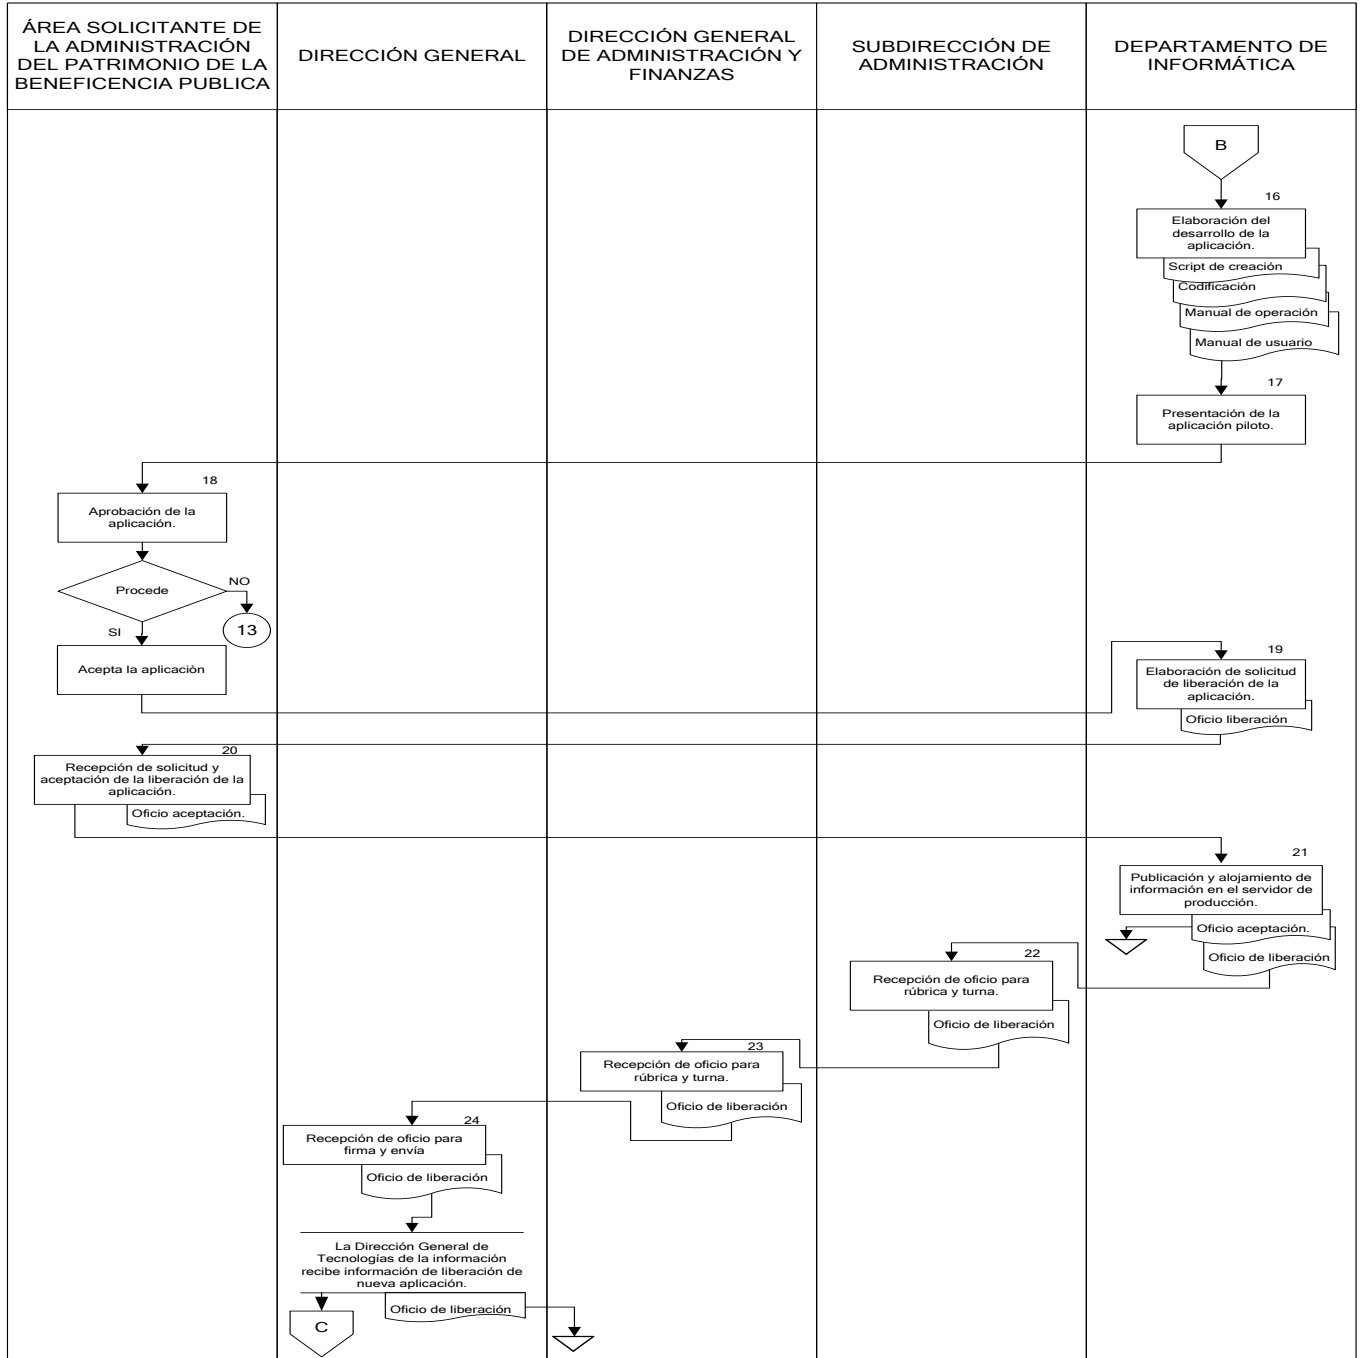 ÁREA SOLICITANTE DE
LA ADMINISTRACIÓN
DEL PATRIMONIO DE LA
BENEFICENCIA PUBLICA
DIRECCIÓN GENERAL
DIRECCIÓN GENERAL
DE ADMINISTRACIÓN Y
FINANZAS
SUBDIRECCIÓN DE
ADMINISTRACIÓN
DEPARTAMENTO DE
INFORMÁTICA
B
16
Elaboración del
desarrollo de la
aplicación.
Script de creación
Codificación
Manual de operación
Manual de usuario
17
Presentación de la
aplicación piloto.
18
Aprobación de la
aplicación.
Procede
NO
13
SI
Acepta la aplicaciòn
19
Elaboración de solicitud
de liberación de la
aplicación.
Oficio liberación
20
Recepción de solicitud y
aceptación de la liberación de la
aplicación.
Oficio aceptación.
21
Publicación y alojamiento de
información en el servidor de
producción.
Oficio aceptación.
Oficio de liberación
22
Recepción de oficio para
rúbrica y turna.
Oficio de liberación
23
Recepción de oficio para
rúbrica y turna.
Oficio de liberación
24
Recepción de oficio para
firma y envía
Oficio de liberación
La Dirección General de
Tecnologías de la información
recibe información de liberación de
nueva aplicación.
Oficio de liberación
C